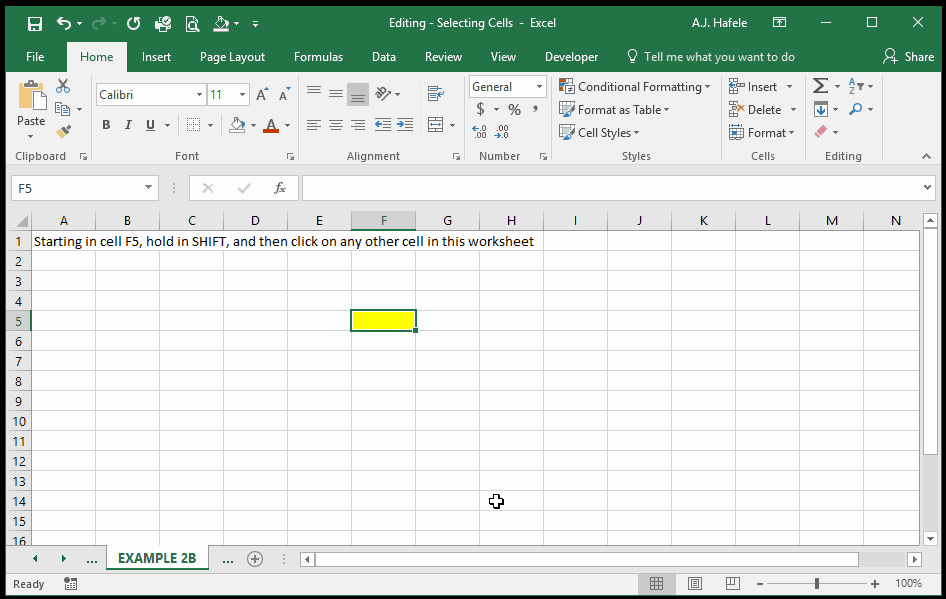 Editing - Selecting Cells - Excel
A.J. Hafele
File Home Insert Page Layout Formulas Data Review View Developer Tell me what you want to do Share
Paste
Calibri 11
General
B I U A
A A
$ % ,
.00 .00
Conditional Formatting
Format as Table
Cell Styles
Insert
Delete
Format
Clipboard Font Alignment Number Styles Cells Editing
F5
fx
A B C D E F G H I J K L M N
1 Starting in cell F5, hold in SHIFT, and then click on any other cell in this worksheet
2
3
4
5
6
7
8
9
10
11
12
13
14
15
16
... EXAMPLE 2B ...
Ready
100%